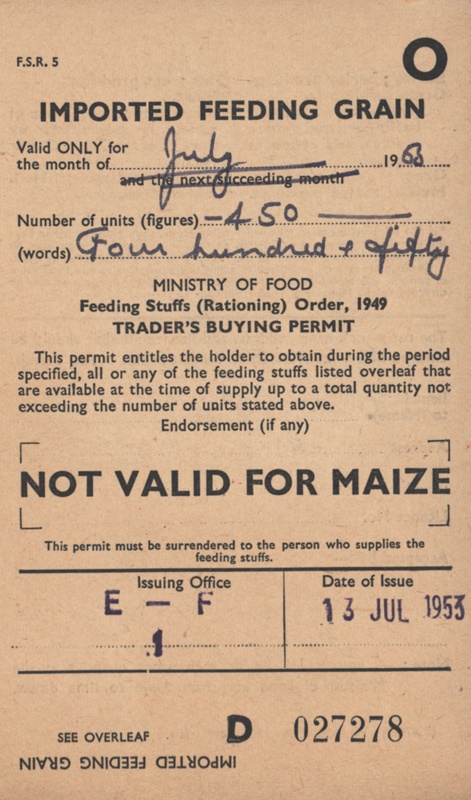 F.S.R. 5
O
IMPORTED FEEDING GRAIN
Valid ONLY for
the month of July 1953
and the next succeeding month
Number of units (figures) – 450 —
(words) Four hundred & fifty
MINISTRY OF FOOD
Feeding Stuffs (Rationing) Order, 1949
TRADER'S BUYING PERMIT
This permit entitles the holder to obtain during the period
specified, all or any of the feeding stuffs listed overleaf that
are available at the time of supply up to a total quantity not
exceeding the number of units stated above.
Endorsement (if any)
NOT VALID FOR MAIZE
This permit must be surrendered to the person who supplies the
feeding stuffs.
Issuing Office
Date of Issue
E – F
13 JUL 1953
1
SEE OVERLEAF D 027278
IMPORTED FEEDING GRAIN